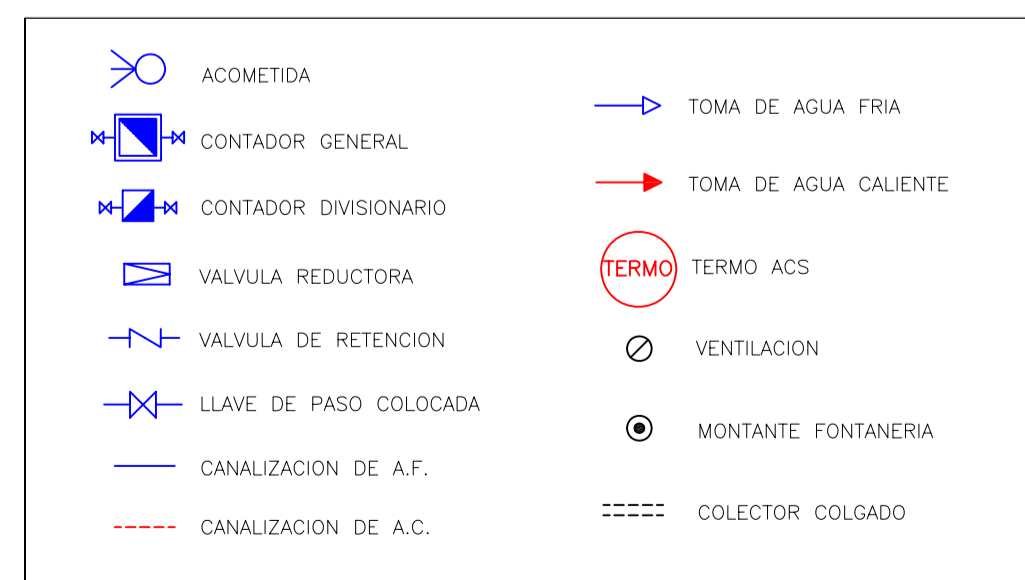 ACOMETIDA
CONTADOR GENERAL
CONTADOR DIVISIONARIO
VALVULA REDUCTORA
VALVULA DE RETENCION
LLAVE DE PASO COLOCADA
CANALIZACION DE A.F.
CANALIZACION DE A.C.
TOMA DE AGUA FRIA
TOMA DE AGUA CALIENTE
TERMO TERMO ACS
VENTILACION
MONTANTE FONTANERIA
COLECTOR COLGADO